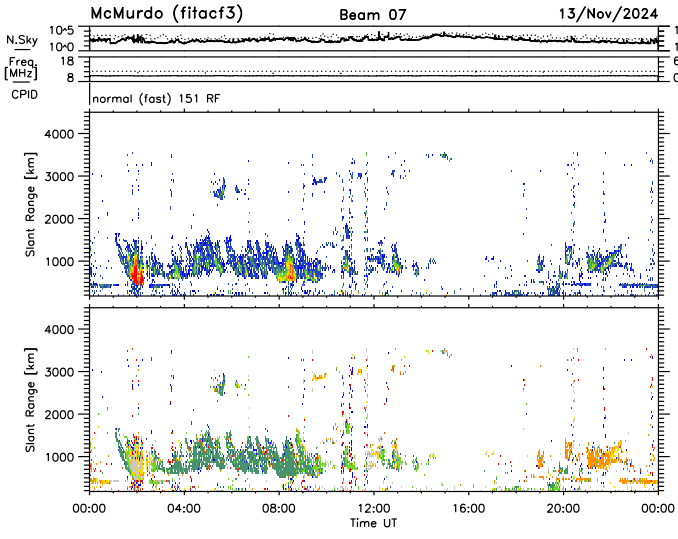 McMurdo (fitacf3) Beam 07 13/Nov/2024
N.Sky 10^5 10^0
Freq. [MHz] 18 8
CPID normal (fast) 151 RF
Slant Range [km] 4000 3000 2000 1000
Slant Range [km] 4000 3000 2000 1000
00:00 04:00 08:00 12:00 16:00 20:00 00:00
Time UT